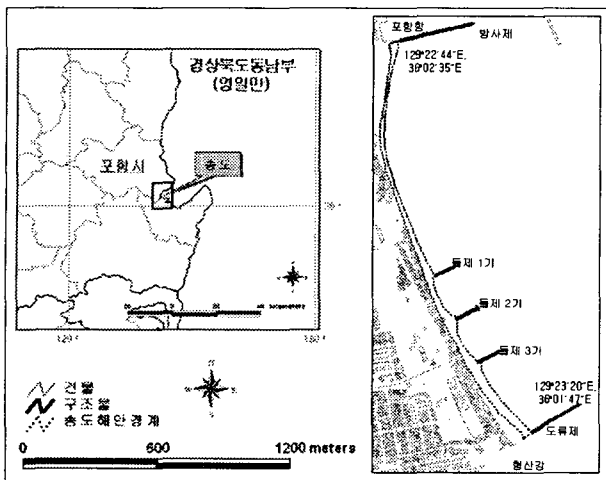 경상북도동남부
(영일만)
포항시
송도
129°
건물
구조물
송도해안경계
0 600 1200 meters
포항항
방사제
129°22'44"E,
36°02'35"E
돌제 1기
돌제 2기
돌제 3기
129°23'20"E,
36°01'47"E
도류제
형산강